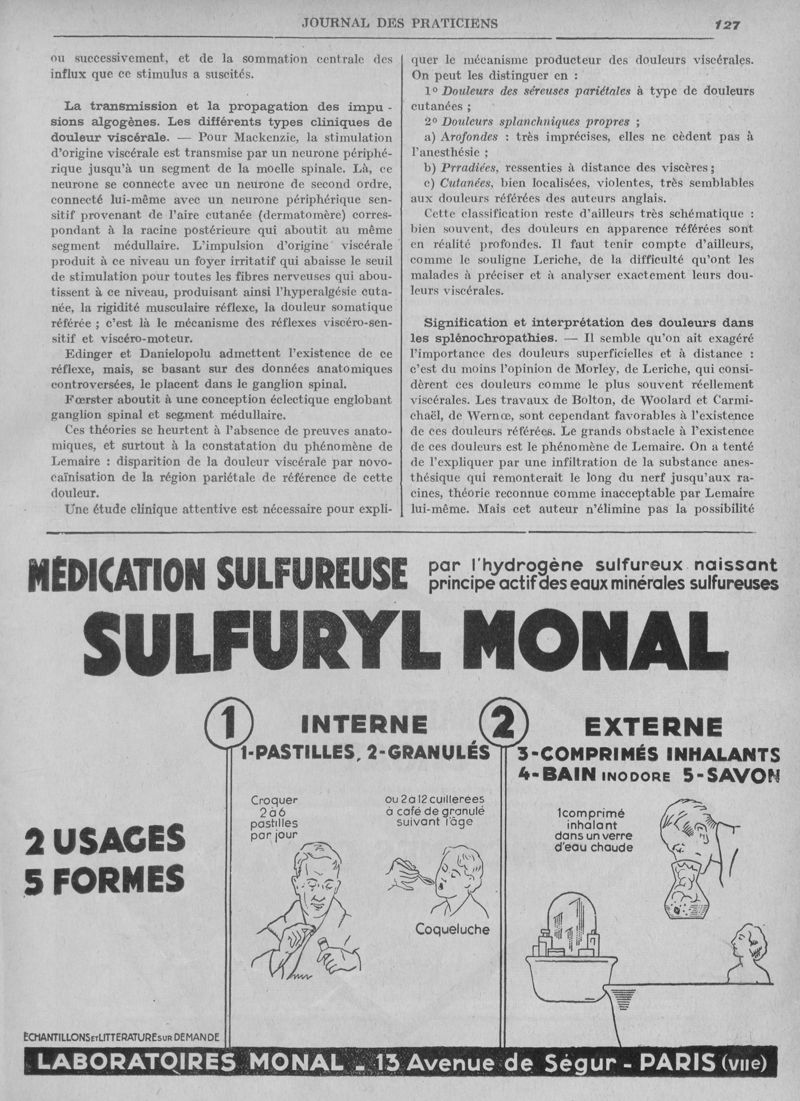 JOURNAL DES PRATICIENS 127
ou successivement, et de la sommation centrale des
influx que ce stimulus a suscités.
La transmission et la propagation des impu -
sions algogènes. Les différents types cliniques de
douleur viscérale. — Pour Mackenzie, la stimulation
d'origine viscérale est transmise par un neurone périphé-
rique jusqu'à un segment de la moelle spinale. Là, ce
neurone se connecte avec un neurone de second ordre,
connecté lui-même avec un neurone périphérique sen-
sitif provenant de l'aire cutanée (dermatomère) corres-
pondant à la racine postérieure qui aboutit au même
segment médullaire. L'impulsion d'origine viscérale
produit à ce niveau un foyer irritatif qui abaisse le seuil
de stimulation pour toutes les fibres nerveuses qui abou-
tissent à ce niveau, produisant ainsi l'hyperalgésie cuta-
née, la rigidité musculaire réflexe, la douleur somatique
référée ; c'est là le mécanisme des réflexes viscéro-sen-
sitif et viscéro-moteur.
Edinger et Danielopolu admettent l'existence de ce
réflexe, mais, se basant sur des données anatomiques
controversées, le placent dans le ganglion spinal.
Fœrster aboutit à une conception éclectique englobant
ganglion spinal et segment médullaire.
Ces théories se heurtent à l'absence de preuves anato-
miques, et surtout à la constatation du phénomène de
Lemaire : disparition de la douleur viscérale par novo-
caïnisation de la région pariétale de référence de cette
douleur.
Une étude clinique attentive est nécessaire pour expli-
quer le mécanisme producteur des douleurs viscérales.
On peut les distinguer en :
1º Douleurs des séreuses pariétales à type de douleurs
cutanées ;
2º Douleurs splanchniques propres ;
a) Arofondes : très imprécises, elles ne cèdent pas à
l'anesthésie ;
b) Prradiées, ressenties à distance des viscères ;
c) Cutanées, bien localisées, violentes, très semblables
aux douleurs référées des auteurs anglais.
Cette classification reste d'ailleurs très schématique :
bien souvent, des douleurs en apparence référées sont
en réalité profondes. Il faut tenir compte d'ailleurs,
comme le souligne Leriche, de la difficulté qu'ont les
malades à préciser et à analyser exactement leurs dou-
leurs viscérales.
Signification et interprétation des douleurs dans
les splénochropathies. — Il semble qu'on ait exagéré
l'importance des douleurs superficielles et à distance :
c'est du moins l'opinion de Morley, de Leriche, qui consi-
dèrent ces douleurs comme le plus souvent réellement
viscérales. Les travaux de Bolton, de Woolard et Carmi-
chaël, de Wernœ, sont cependant favorables à l'existence
de ces douleurs référées. Le grands obstacle à l'existence
de ces douleurs est le phénomène de Lemaire. On a tenté
de l'expliquer par une infiltration de la substance anes-
thésique qui remonterait le long du nerf jusqu'aux ra-
cines, théorie reconnue comme inacceptable par Lemaire
lui-même. Mais cet auteur n'élimine pas la possibilité
MÉDICATION SULFUREUSE
par l'hydrogène sulfureux naissant
principe actif des eaux minérales sulfureuses
SULFURYL MONAL
2 USAGES
5 FORMES
1 INTERNE
1-PASTILLES, 2-GRANULÉS
Croquer
2 à 6
pastilles
par jour
ou 2 a 12 cuillerees
à café de granulé
suivant l'âge
Coqueluche
2 EXTERNE
3-COMPRIMÉS INHALANTS
4-BAIN INODORE 5-SAVON
1 comprimé
inhalant
dans un verre
d'eau chaude
ÉCHANTILLONS ET LITTERATURE SUR DEMANDE
LABORATOIRES MONAL - 13 Avenue de Ségur - PARIS (VIIe)